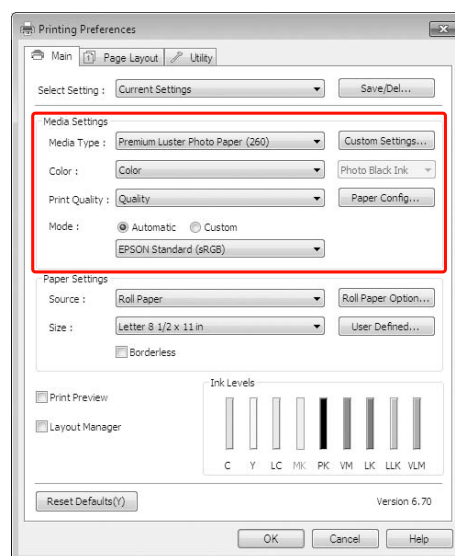 Printing Preferences
Main Page Layout Utility
Select Setting : Current Settings Save/Del...
Media Settings
Media Type : Premium Luster Photo Paper (260) Custom Settings...
Color : Color Photo Black Ink
Print Quality : Quality Paper Config...
Mode : Automatic Custom
EPSON Standard (sRGB)
Paper Settings
Source : Roll Paper Roll Paper Option...
Size : Letter 8 1/2 x 11 in User Defined...
Borderless
Ink Levels
Print Preview
Layout Manager
C Y LC MK PK VM LK LLK VLM
Reset Defaults(Y) Version 6.70
OK Cancel Help